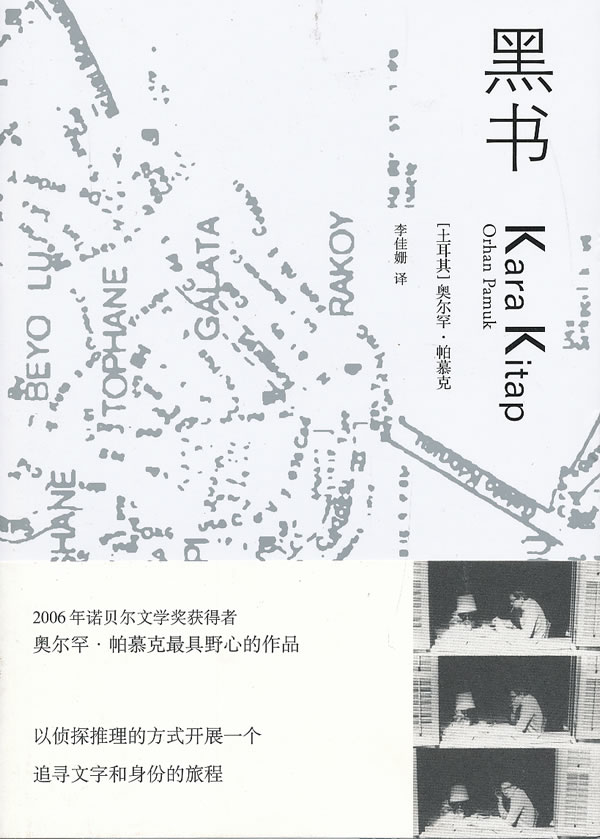 黑书
Kara Kitap
Orhan Pamuk
[土耳其]奥尔罕·帕慕克
李佳姗 译
BEYO LU
TOPHANE
GALATA
RAKOY
HANE
2006年诺贝尔文学奖获得者
奥尔罕·帕慕克最具野心的作品
以侦探推理的方式开展一个
追寻文字和身份的旅程